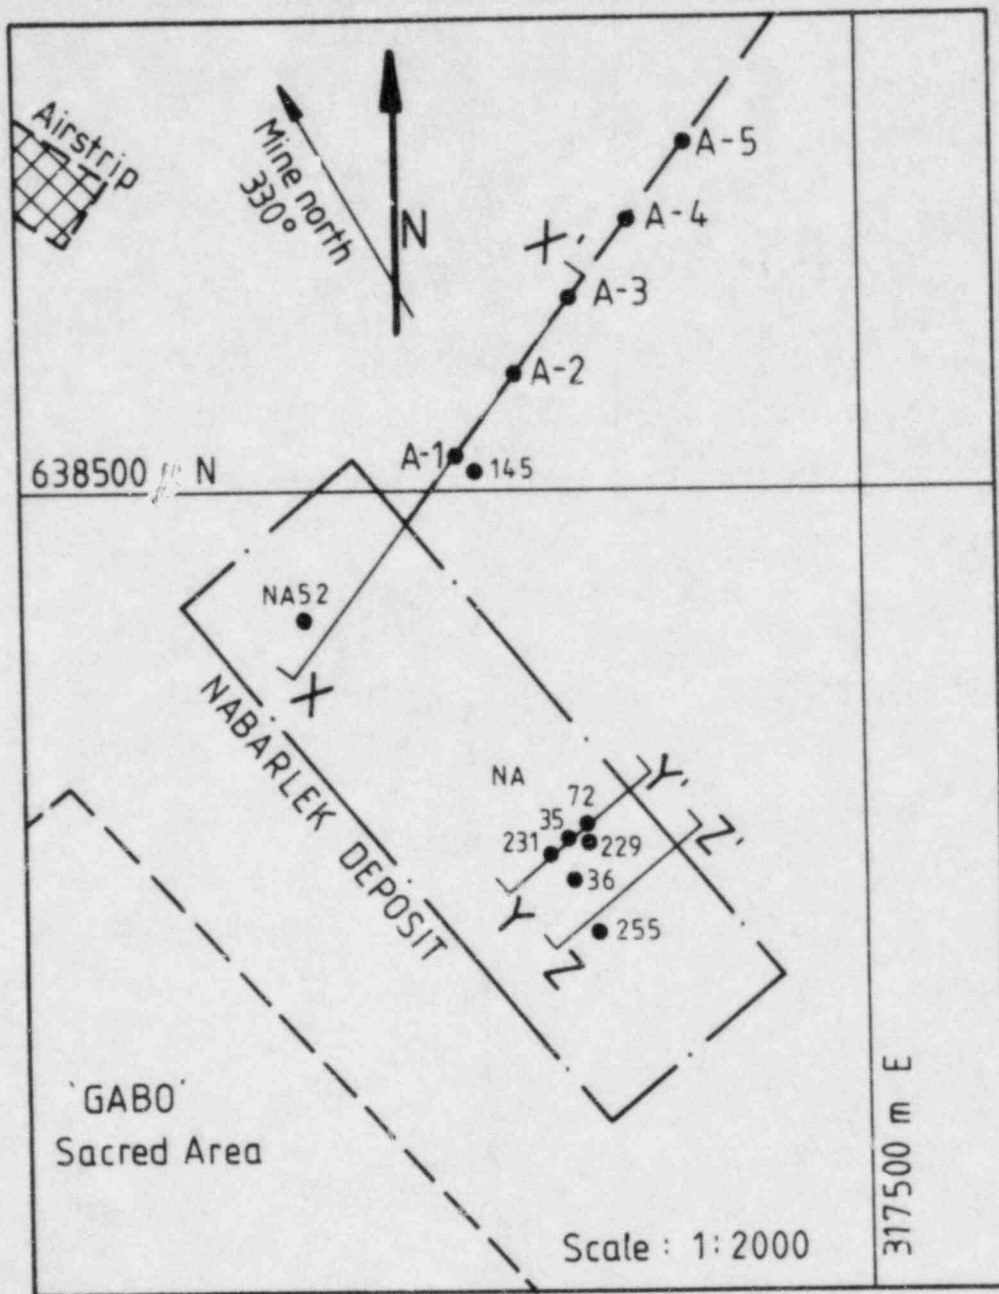 Airstrip
Mine north
330°
N
A-5
A-4
X'
A-3
A-2
A-1
145
638500 N
NA52
X
NABARLEK DEPOSIT
NA
Y'
72
35
Z'
231
229
36
Y
255
Z
'GABO'
Sacred Area
317500 m E
Scale : 1:2000